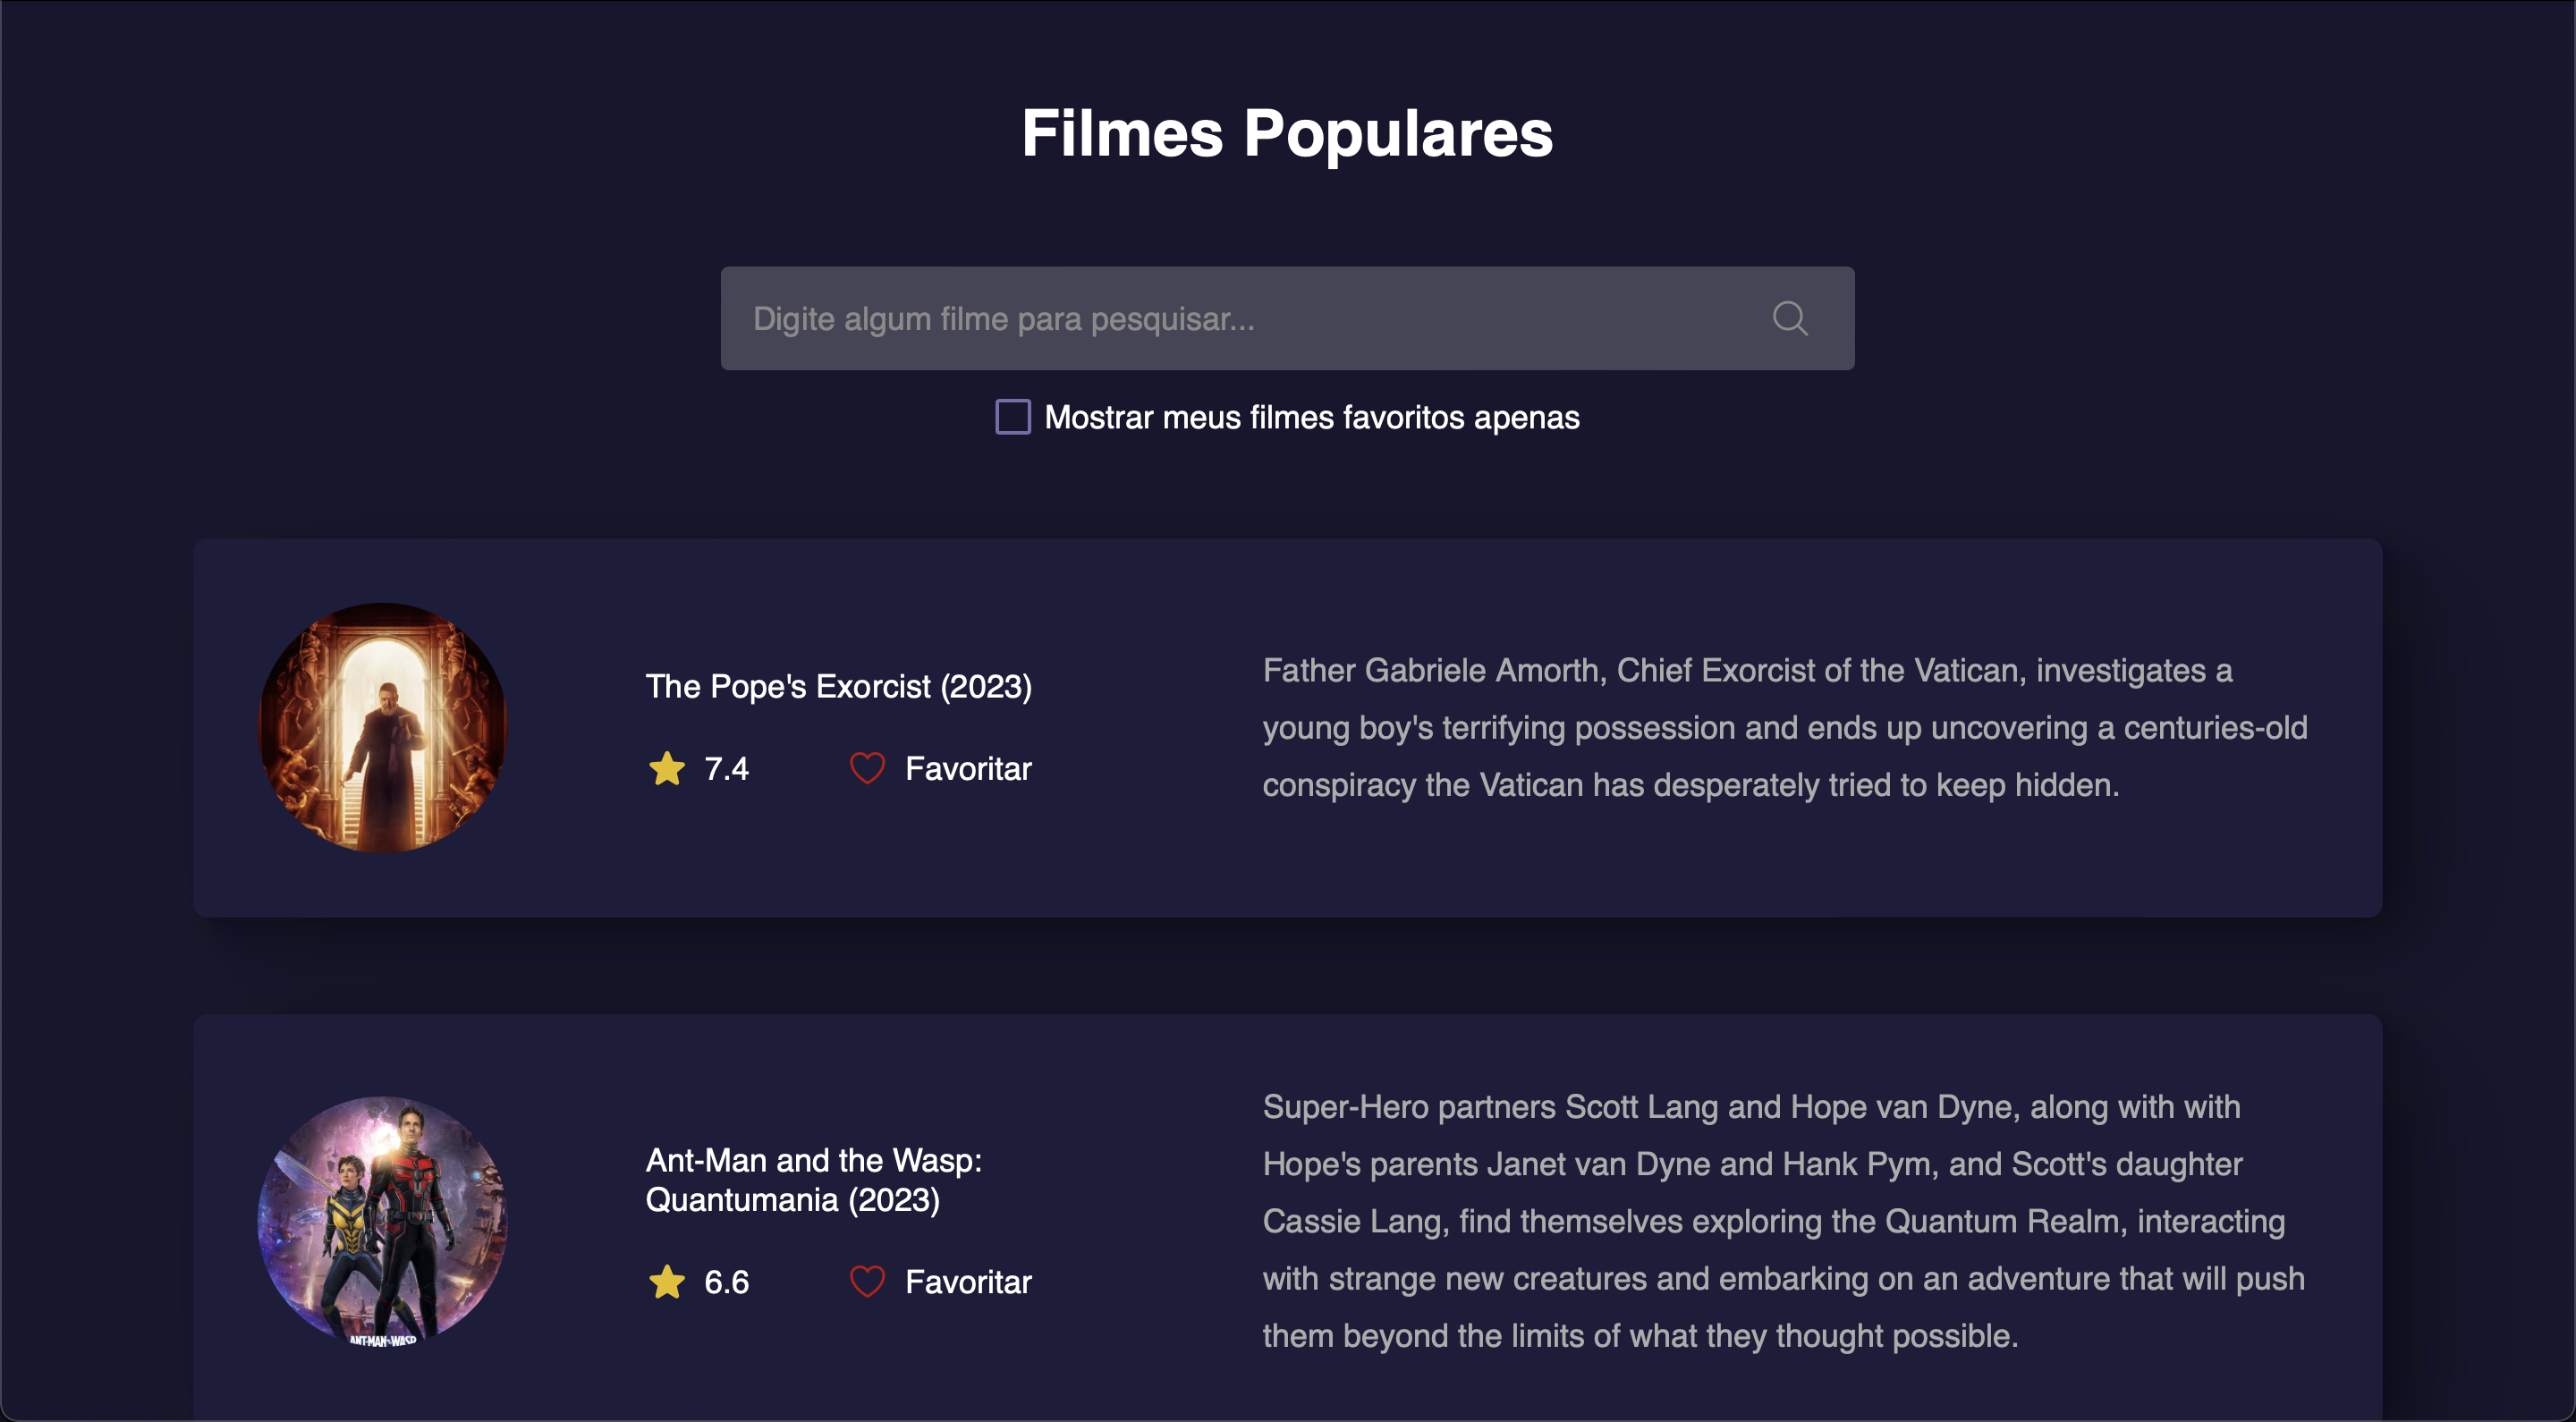 Filmes Populares
Digite algum filme para pesquisar...
Mostrar meus filmes favoritos apenas
The Pope's Exorcist (2023)
7.4 Favoritar
Father Gabriele Amorth, Chief Exorcist of the Vatican, investigates a
young boy's terrifying possession and ends up uncovering a centuries-old
conspiracy the Vatican has desperately tried to keep hidden.
Ant-Man and the Wasp:
Quantumania (2023)
6.6 Favoritar
ANT-MAN WASP
Super-Hero partners Scott Lang and Hope van Dyne, along with with
Hope's parents Janet van Dyne and Hank Pym, and Scott's daughter
Cassie Lang, find themselves exploring the Quantum Realm, interacting
with strange new creatures and embarking on an adventure that will push
them beyond the limits of what they thought possible.